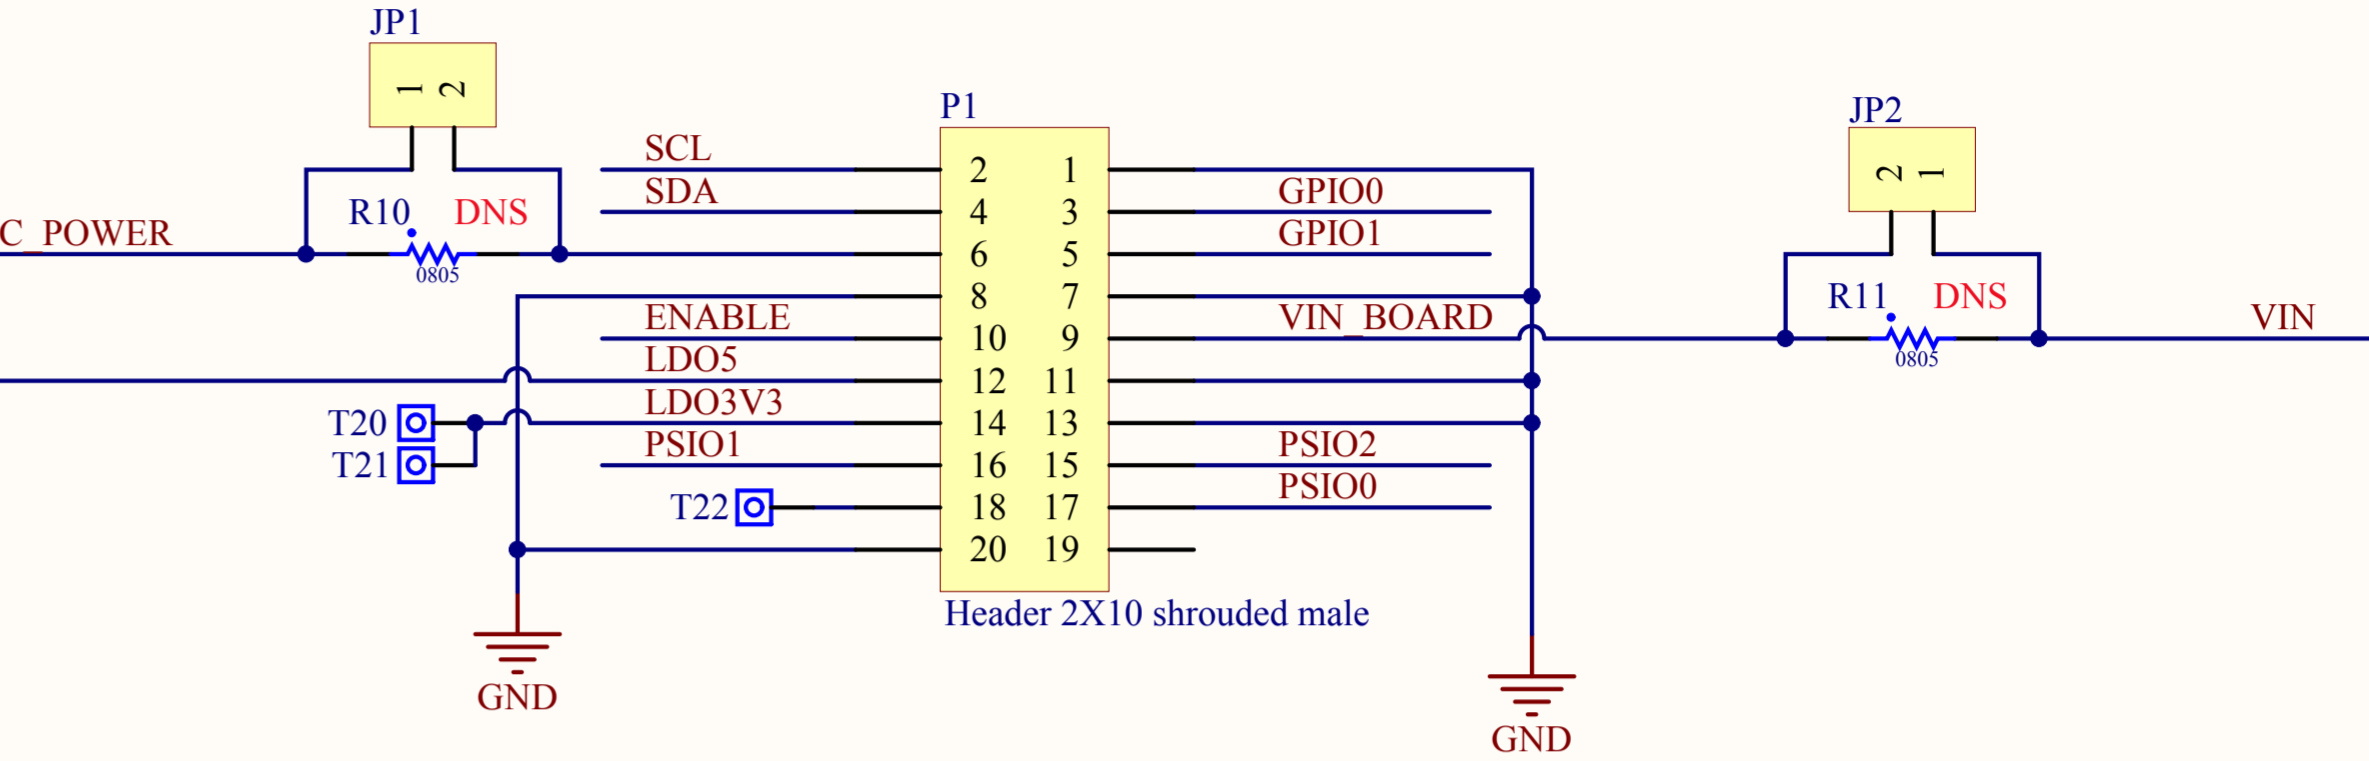 JP1
1 2
R10 DNS
C_POWER
0805
P1
SCL 2 1
SDA 4 3 GPIO0
6 5 GPIO1
8 7
ENABLE 10 9 VIN_BOARD
LDO5 12 11
LDO3V3 14 13
T20
T21
PSIO1 16 15 PSIO2
T22 18 17 PSIO0
20 19
Header 2X10 shrouded male
GND
GND
JP2
2 1
R11 DNS
0805
VIN